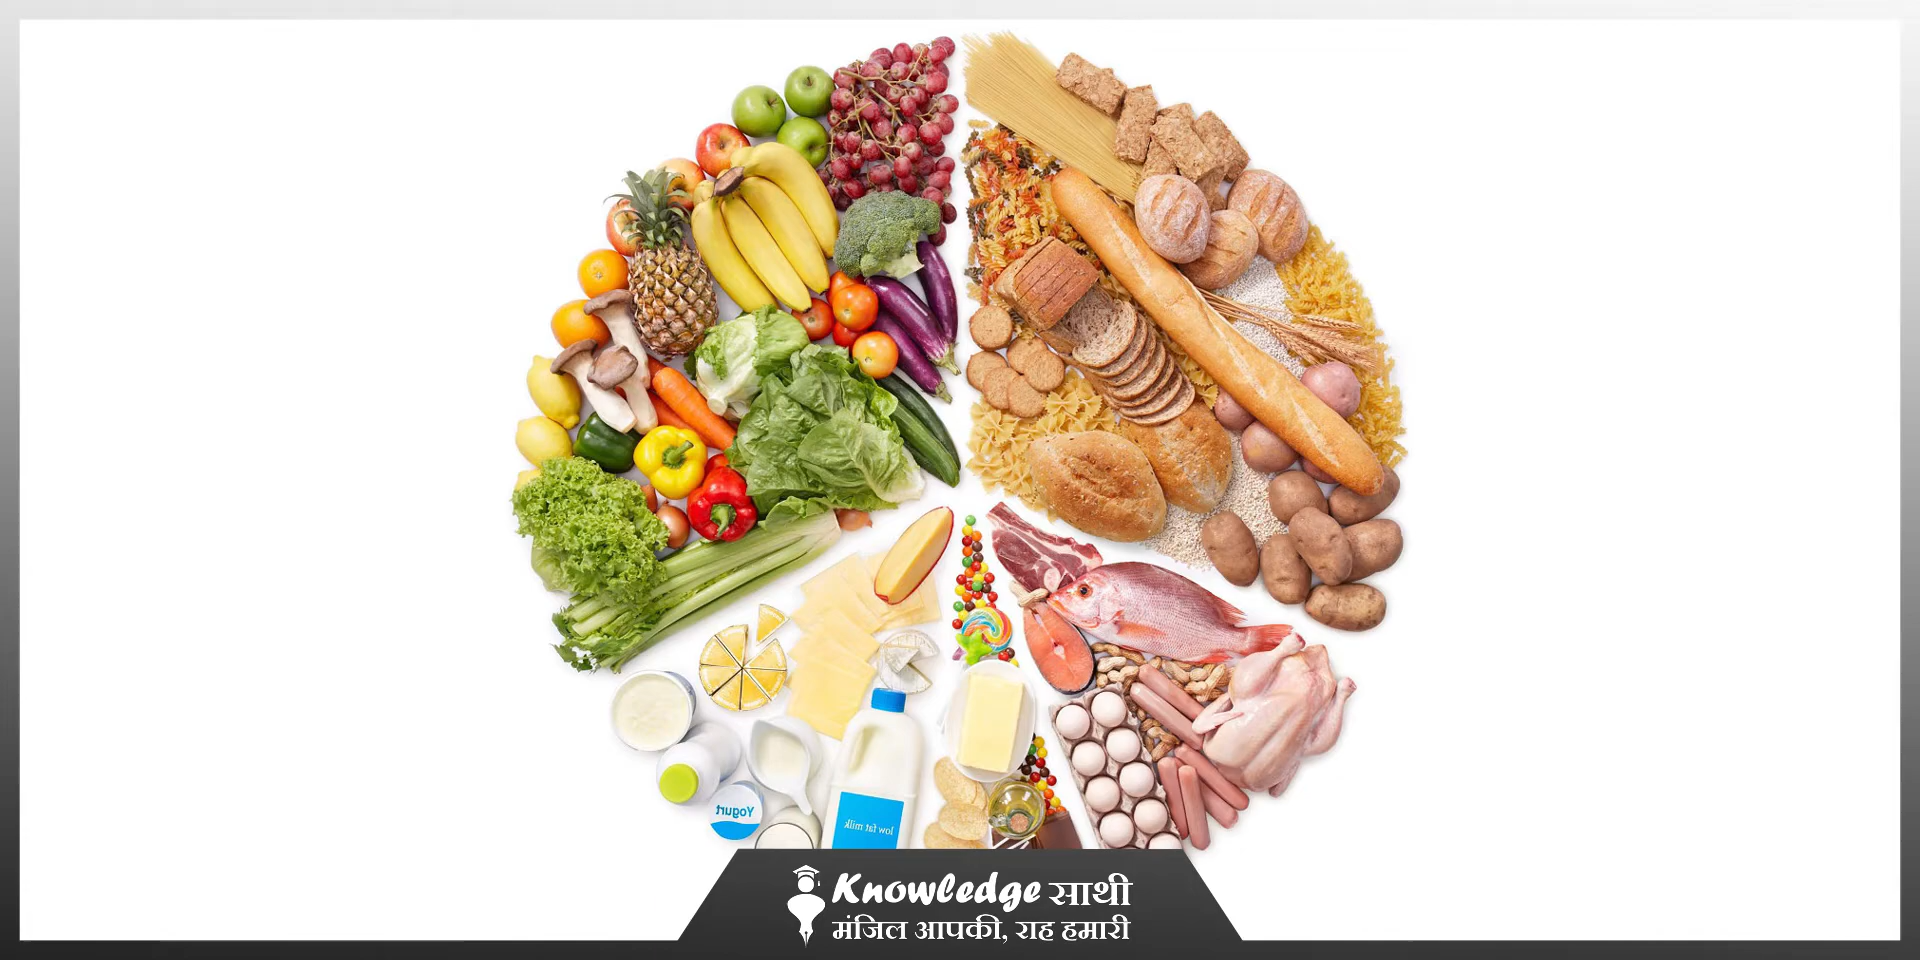 Yogurt
low fat milk
Knowledge साथी
मंजिल आपकी, राह हमारी